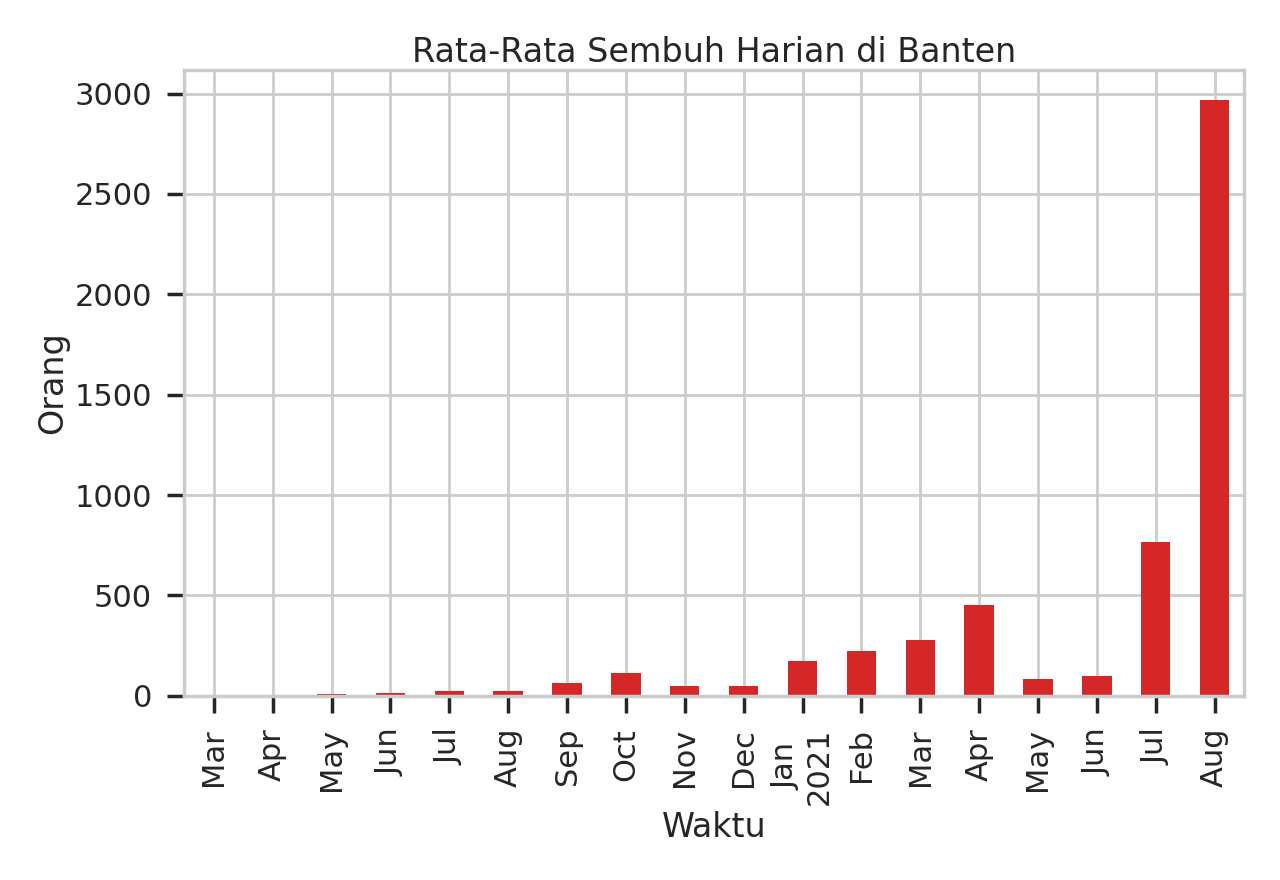 Rata-Rata Sembuh Harian di Banten
3000
2500
2000
1500
1000
500
0
Orang
Mar
Apr
May
Jun
Jul
Aug
Sep
Oct
Nov
Dec
Jan
2021
Feb
Mar
Apr
May
Jun
Jul
Aug
Waktu